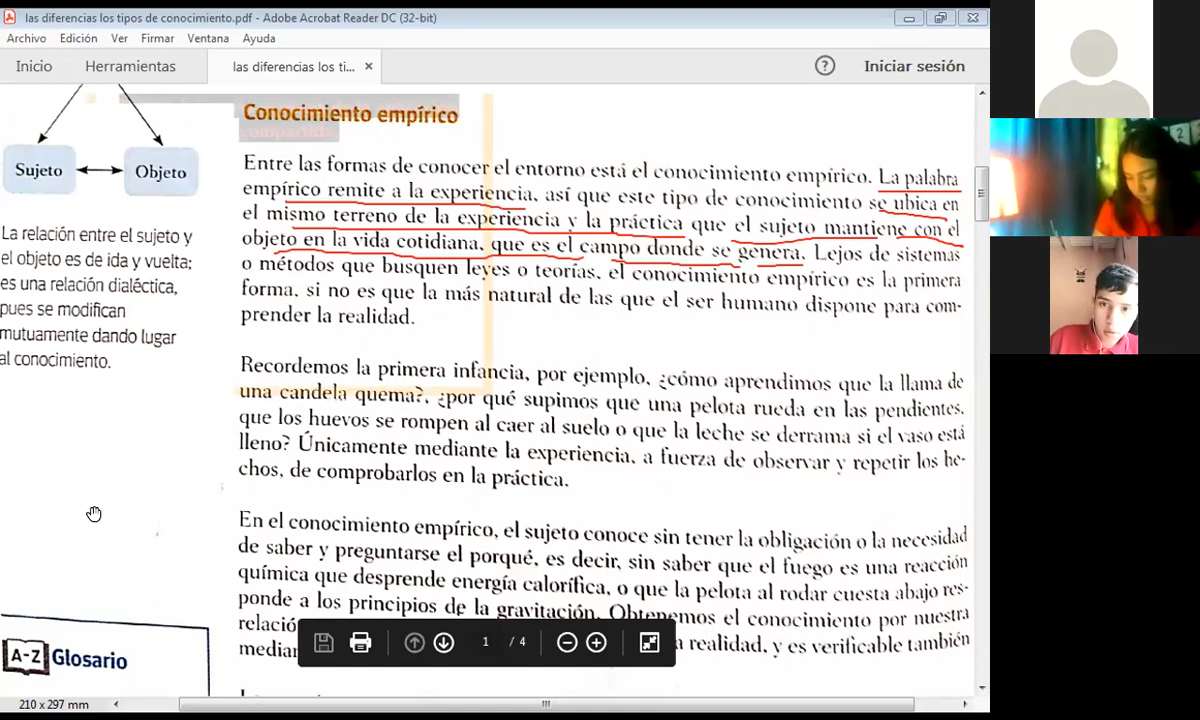 las diferencias los tipos de conocimiento.pdf - Adobe Acrobat Reader DC (32-bit)
Archivo Edición Ver Firmar Ventana Ayuda
Inicio Herramientas las diferencias los ti... × Iniciar sesión
Sujeto Objeto
La relación entre el sujeto y
el objeto es de ida y vuelta;
es una relación dialéctica,
pues se modifican
mutuamente dando lugar
al conocimiento.
A-Z Glosario
Conocimiento empírico
Entre las formas de conocer el entorno está el conocimiento empírico. La palabra
empírico remite a la experiencia, así que este tipo de conocimiento se ubica en
el mismo terreno de la experiencia y la práctica que el sujeto mantiene con el
objeto en la vida cotidiana, que es el campo donde se genera. Lejos de sistemas
o métodos que busquen leyes o teorías, el conocimiento empírico es la primera
forma, si no es que la más natural de las que el ser humano dispone para com-
prender la realidad.
Recordemos la primera infancia, por ejemplo, ¿cómo aprendimos que la llama de
una candela quema?, ¿por qué supimos que una pelota rueda en las pendientes,
que los huevos se rompen al caer al suelo o que la leche se derrama si el vaso está
lleno? Únicamente mediante la experiencia, a fuerza de observar y repetir los he-
chos, de comprobarlos en la práctica.
En el conocimiento empírico, el sujeto conoce sin tener la obligación o la necesidad
de saber y preguntarse el porqué, es decir, sin saber que el fuego es una reacción
química que desprende energía calorífica, o que la pelota al rodar cuesta abajo res-
ponde a los principios de la gravitación. Obtenemos el conocimiento por nuestra
a realidad, y es verificable también
1 / 4
210 x 297 mm